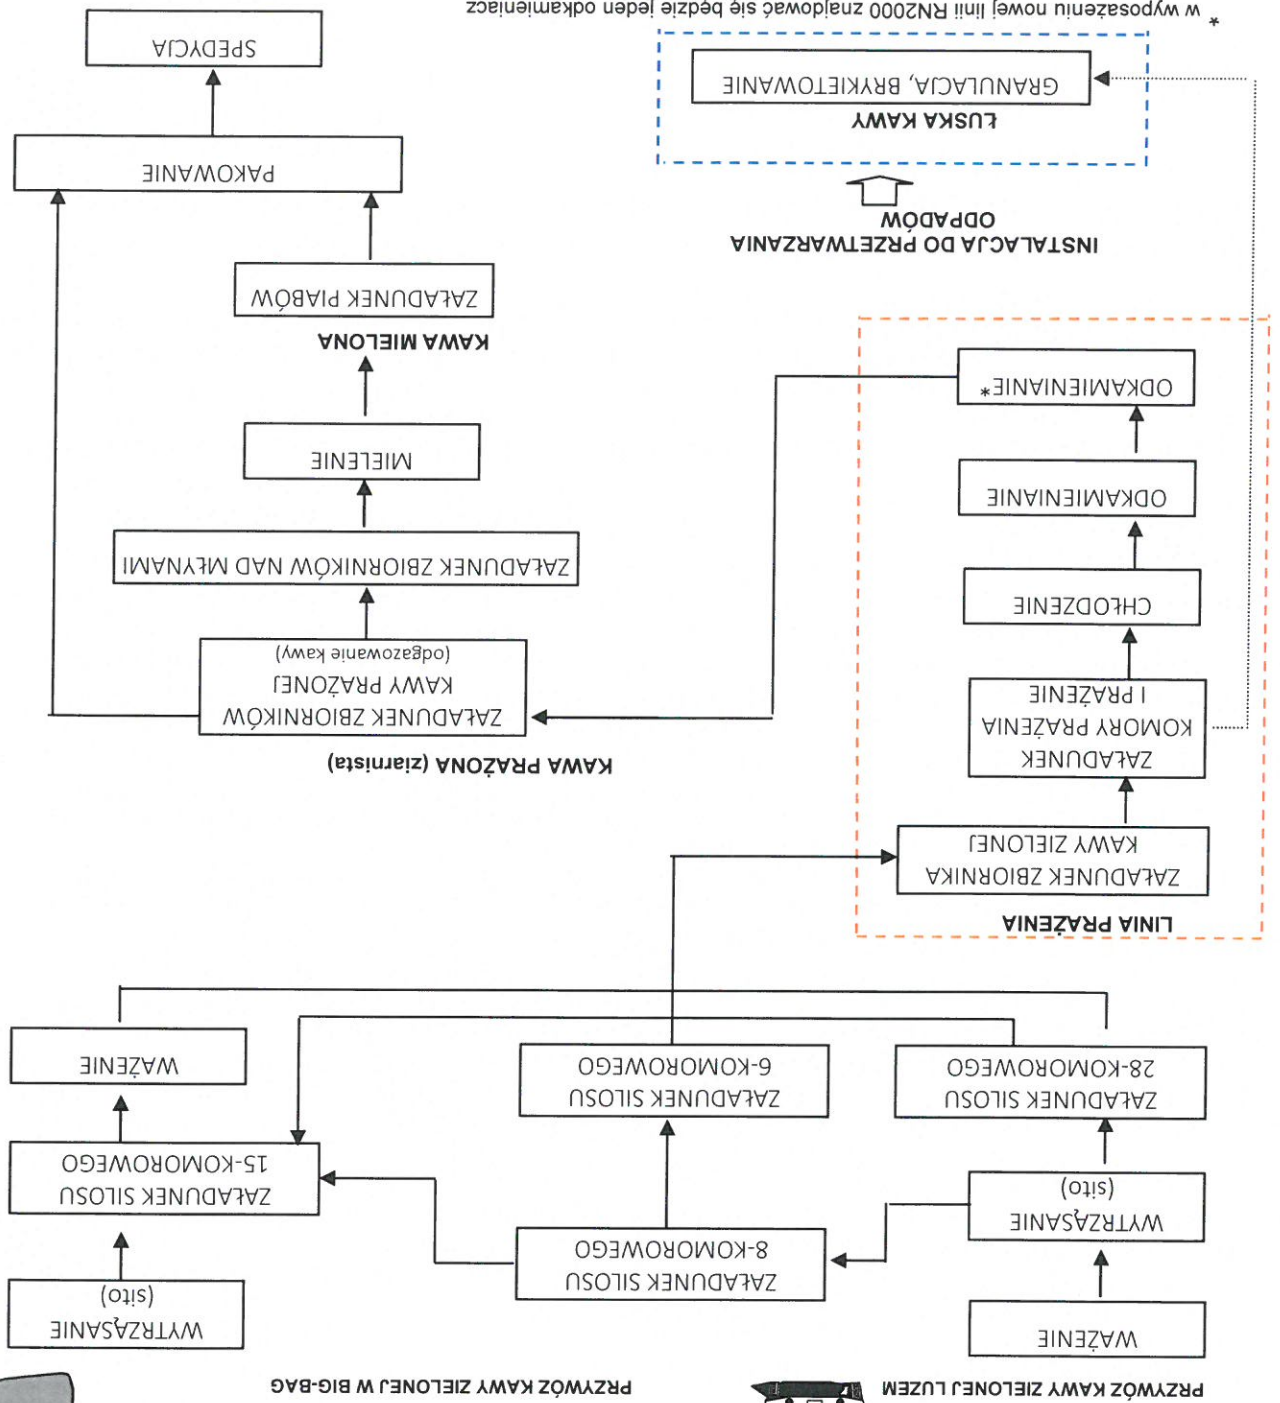 PRZYWÓZ KAWY ZIELONEJ LUZEM
PRZYWÓZ KAWY ZIELONEJ W BIG-BAG
WAŻENIE
WYTRZĄSANIE
(sito)
ZAŁADUNEK SILOSU
28-KOMOROWEGO
ZAŁADUNEK SILOSU
8-KOMOROWEGO
ZAŁADUNEK SILOSU
6-KOMOROWEGO
WYTRZĄSANIE
(sito)
ZAŁADUNEK SILOSU
15-KOMOROWEGO
WAŻENIE
LINIA PRAŻENIA
ZAŁADUNEK ZBIORNIKA
KAWY ZIELONEJ
ZAŁADUNEK
KOMORY PRAŻENIA
I PRAŻENIE
CHŁODZENIE
ODKAMIENIANIE
ODKAMIENIANIE*
KAWA PRAŻONA (ziarnista)
ZAŁADUNEK ZBIORNIKÓW
KAWY PRAŻONEJ
(odgazowanie kawy)
ZAŁADUNEK ZBIORNIKÓW NAD MŁYNAMI
MIELENIE
KAWA MIELONA
ZAŁADUNEK PIABÓW
PAKOWANIE
SPEDYCJA
INSTALACJA DO PRZETWARZANIA
ODPADÓW
ŁUSKA KAWY
GRANULACJA, BRYKIETOWANIE
* w wyposażeniu nowej linii RN2000 znajdować się będzie jeden odkamieniacz